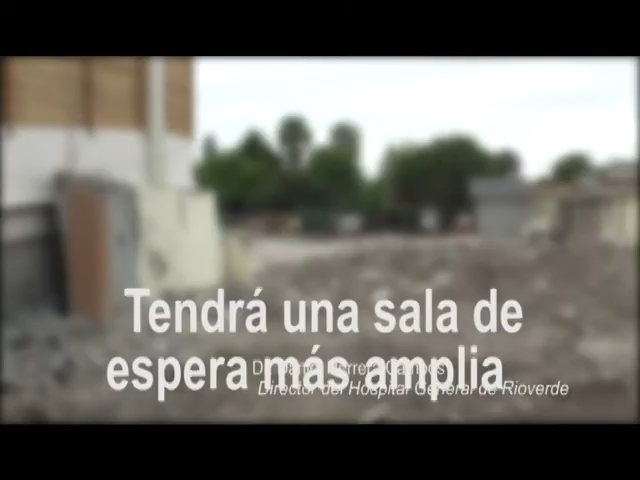 Tendrá una sala de
espera más amplia
Director del Hospital General de Rioverde